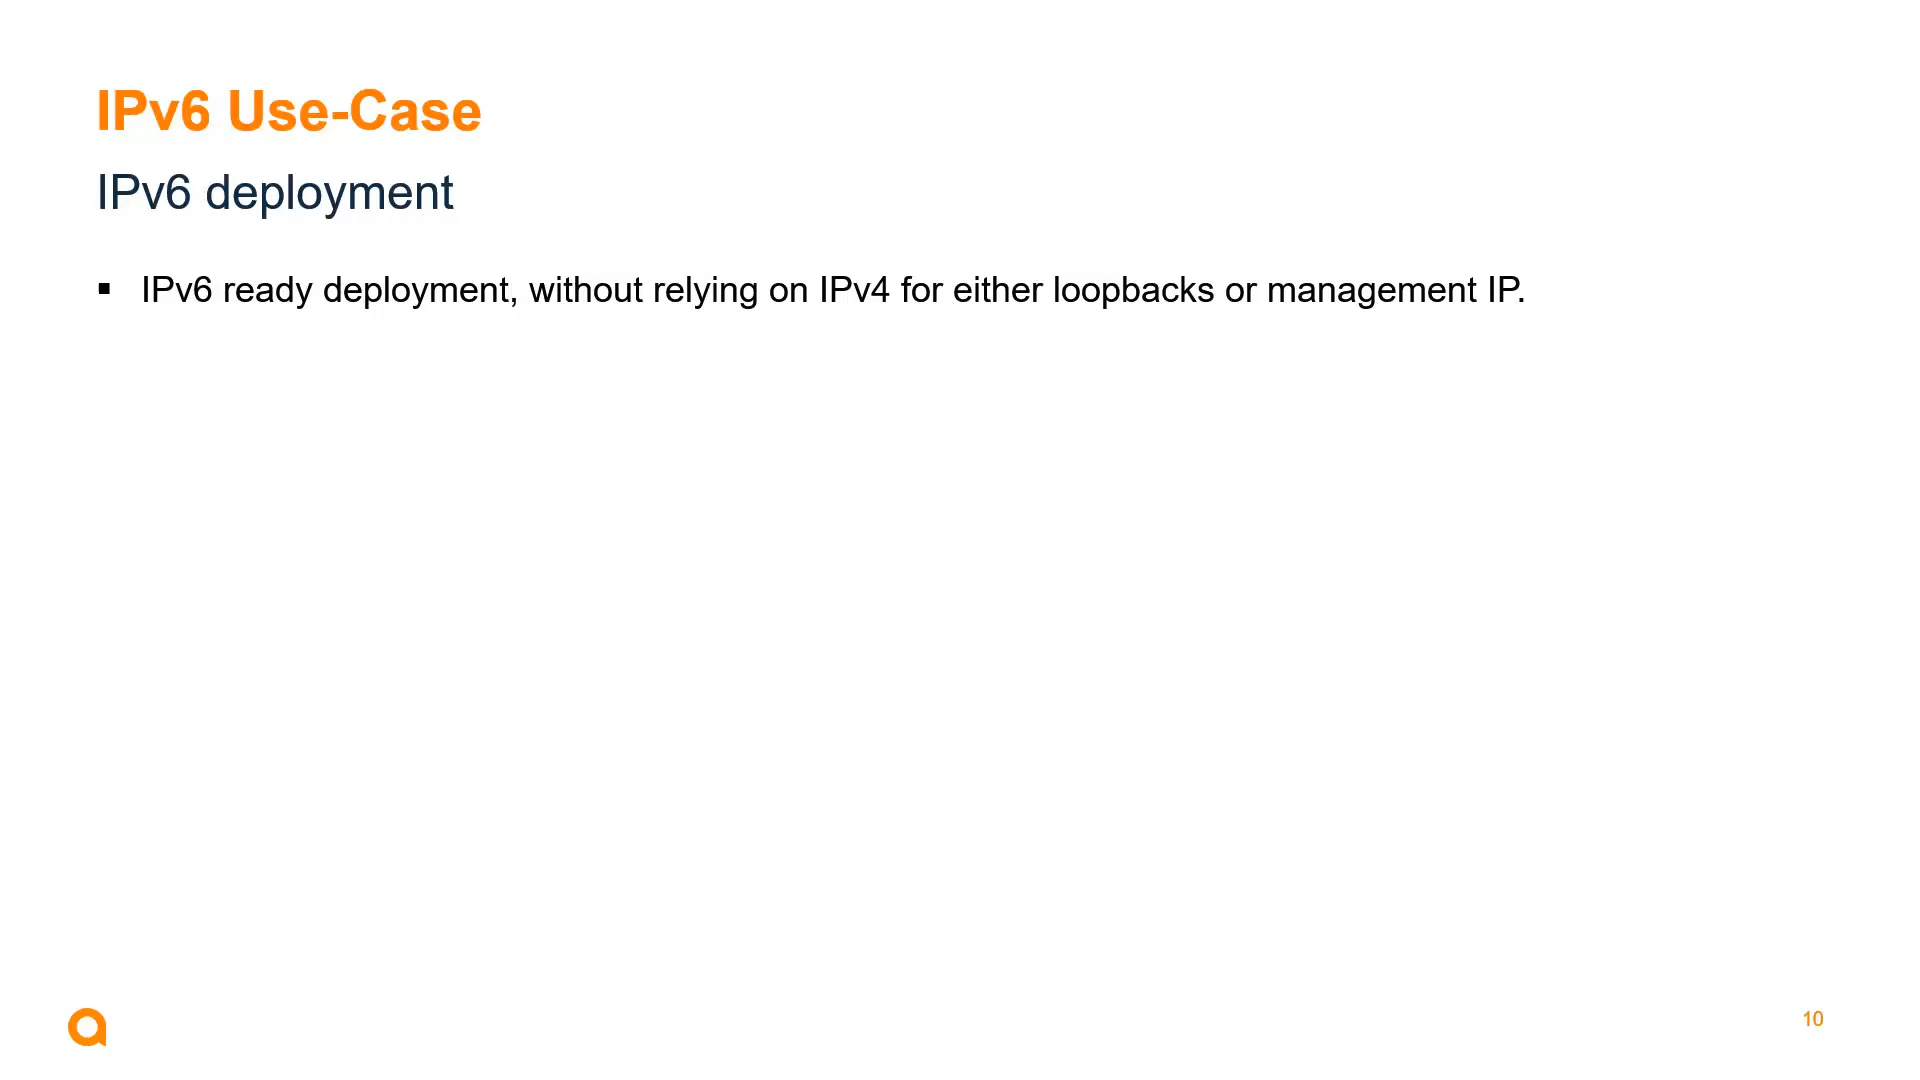 IPv6 Use-Case
IPv6 deployment
▪ IPv6 ready deployment, without relying on IPv4 for either loopbacks or management IP.
10